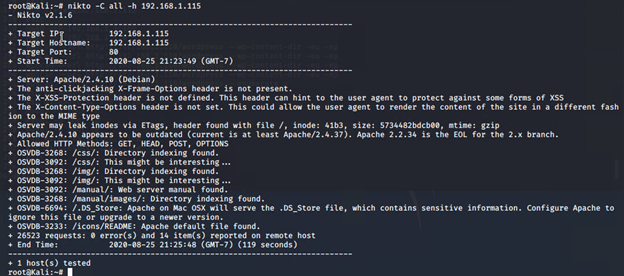 root@Kali:~# nikto -C all -h 192.168.1.115
- Nikto v2.1.6
---------------------------------------------------------------------------
+ Target IP:          192.168.1.115
+ Target Hostname:    192.168.1.115
+ Target Port:        80
+ Start Time:         2020-08-25 21:23:49 (GMT-7)
---------------------------------------------------------------------------
+ Server: Apache/2.4.10 (Debian)
+ The anti-clickjacking X-Frame-Options header is not present.
+ The X-XSS-Protection header is not defined. This header can hint to the user agent to protect against some forms of XSS
+ The X-Content-Type-Options header is not set. This could allow the user agent to render the content of the site in a different fash
ion to the MIME type
+ Server may leak inodes via ETags, header found with file /, inode: 41b3, size: 5734482bdcb00, mtime: gzip
+ Apache/2.4.10 appears to be outdated (current is at least Apache/2.4.37). Apache 2.2.34 is the EOL for the 2.x branch.
+ Allowed HTTP Methods: GET, HEAD, POST, OPTIONS
+ OSVDB-3268: /css/: Directory indexing found.
+ OSVDB-3092: /css/: This might be interesting...
+ OSVDB-3268: /img/: Directory indexing found.
+ OSVDB-3092: /img/: This might be interesting...
+ OSVDB-3092: /manual/: Web server manual found.
+ OSVDB-3268: /manual/images/: Directory indexing found.
+ OSVDB-6694: /.DS_Store: Apache on Mac OSX will serve the .DS_Store file, which contains sensitive information. Configure Apache to
ignore this file or upgrade to a newer version.
+ OSVDB-3233: /icons/README: Apache default file found.
+ 26523 requests: 0 error(s) and 14 item(s) reported on remote host
+ End Time:           2020-08-25 21:25:48 (GMT-7) (119 seconds)
---------------------------------------------------------------------------
+ 1 host(s) tested
root@Kali:~#